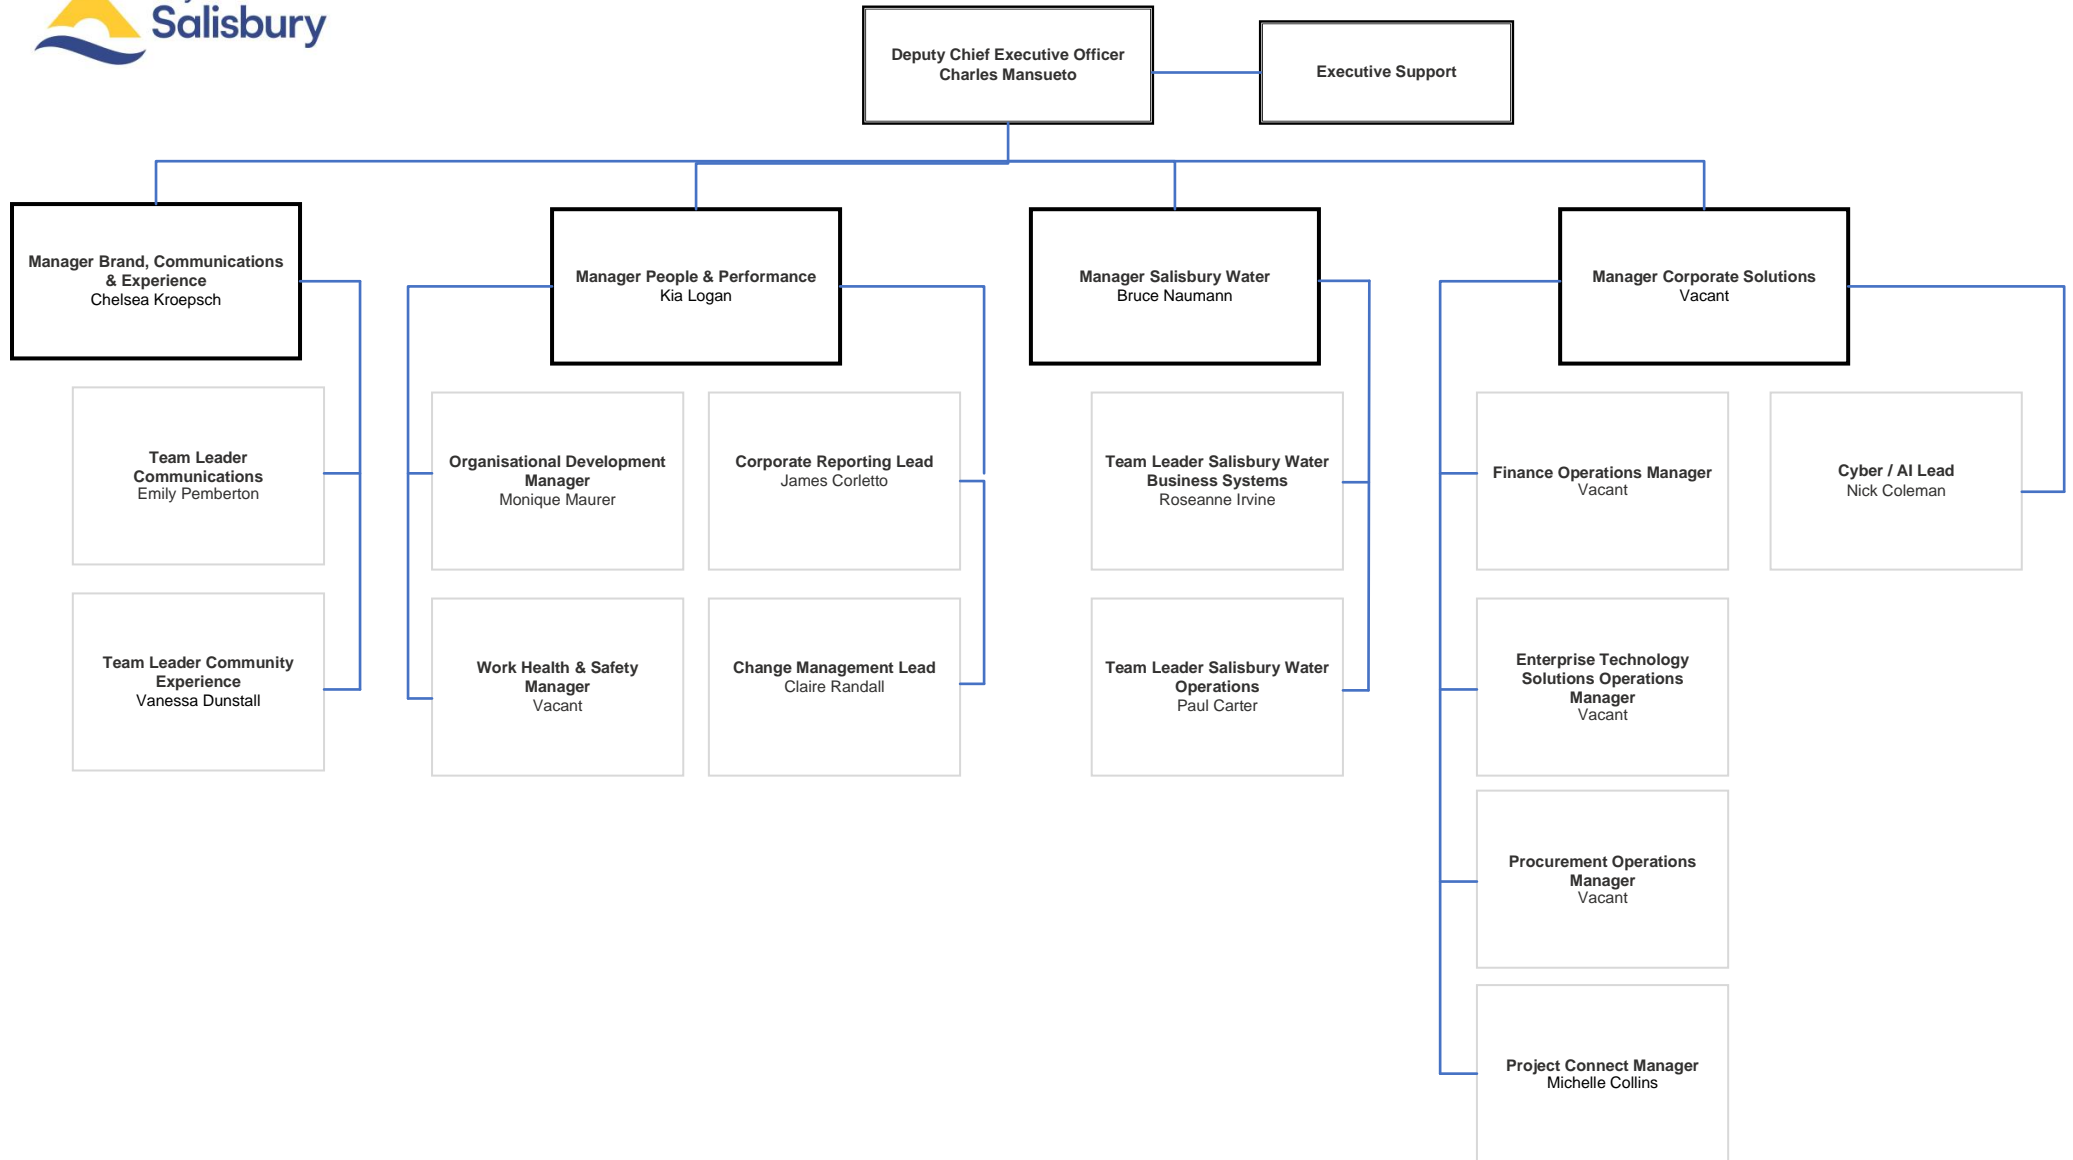 Salisbury
Deputy Chief Executive Officer
Charles Mansueto
Executive Support
Manager Brand, Communications
& Experience
Chelsea Kroepsch
Manager People & Performance
Kia Logan
Manager Salisbury Water
Bruce Naumann
Manager Corporate Solutions
Vacant
Team Leader
Communications
Emily Pemberton
Organisational Development
Manager
Monique Maurer
Corporate Reporting Lead
James Corletto
Team Leader Salisbury Water
Business Systems
Roseanne Irvine
Finance Operations Manager
Vacant
Cyber / AI Lead
Nick Coleman
Team Leader Community
Experience
Vanessa Dunstall
Work Health & Safety
Manager
Vacant
Change Management Lead
Claire Randall
Team Leader Salisbury Water
Operations
Paul Carter
Enterprise Technology
Solutions Operations
Manager
Vacant
Procurement Operations
Manager
Vacant
Project Connect Manager
Michelle Collins